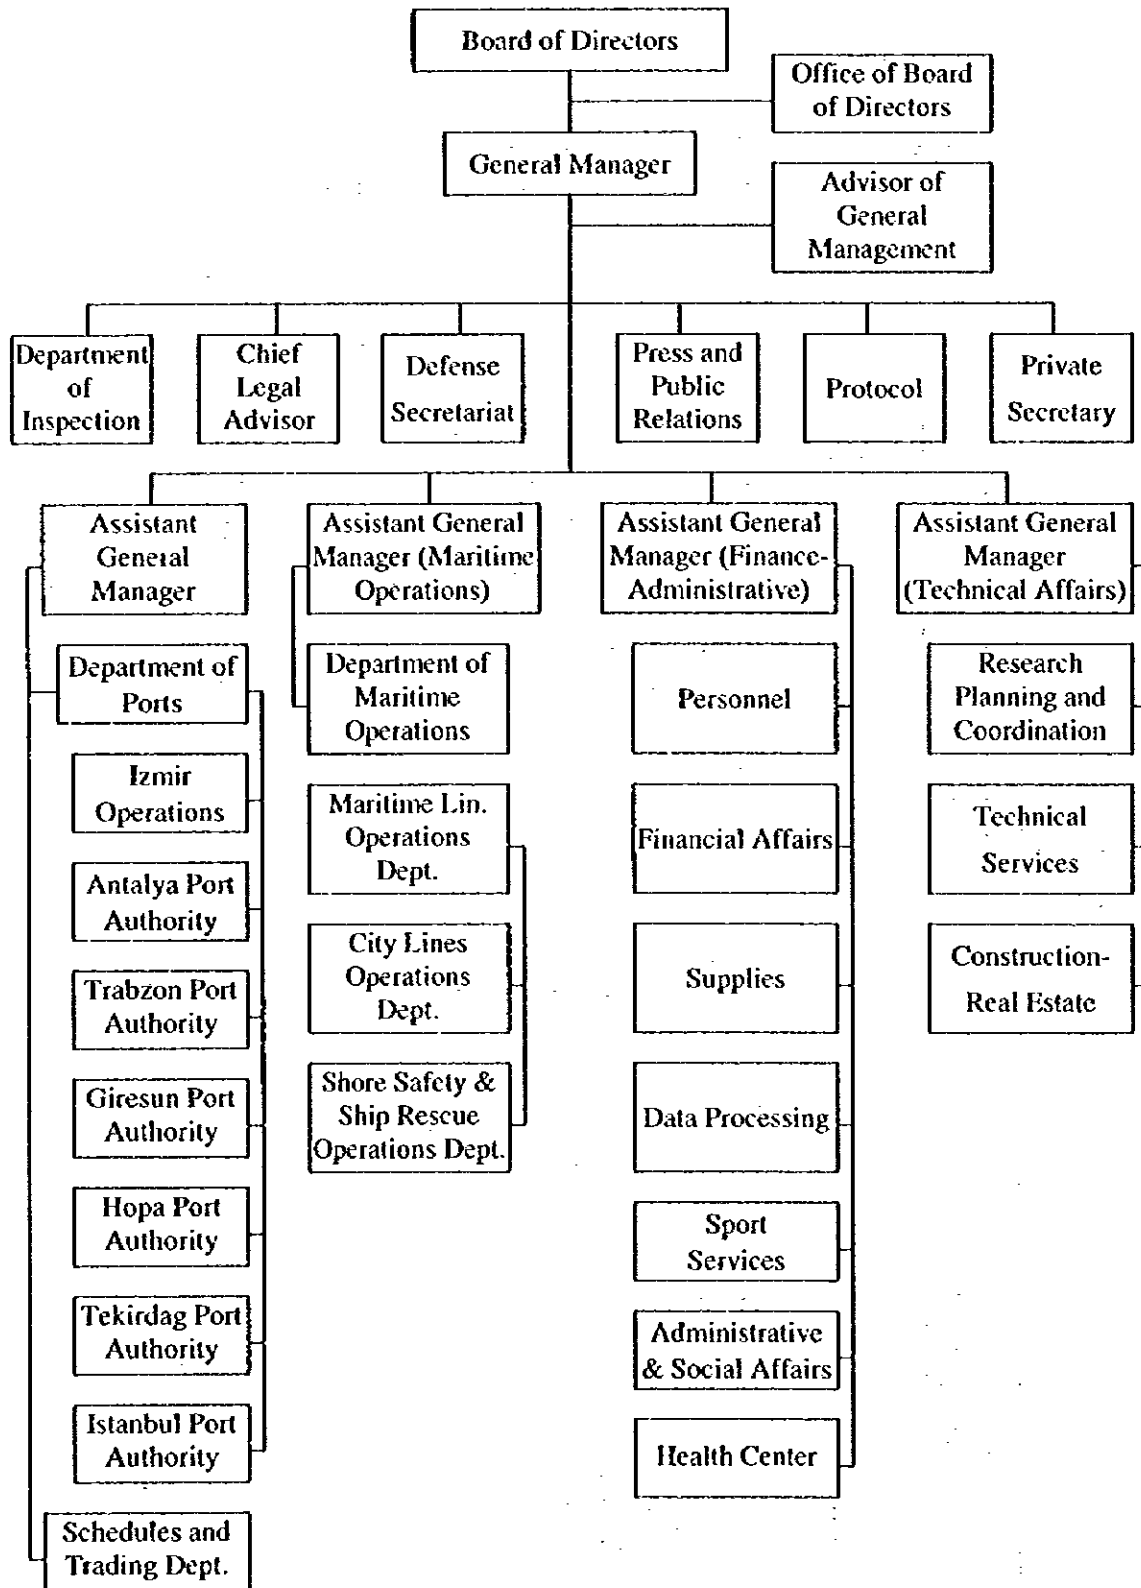 Board of Directors
Office of Board
of Directors
General Manager
Advisor of
General
Management
Department
of
Inspection
Chief
Legal
Advisor
Defense
Secretariat
Press and
Public
Relations
Protocol
Private
Secretary
Assistant
General
Manager
Assistant General
Manager (Maritime
Operations)
Assistant General
Manager (Finance-
Administrative)
Assistant General
Manager
(Technical Affairs)
Department of
Ports
Izmir
Operations
Antalya Port
Authority
Trabzon Port
Authority
Giresun Port
Authority
Hopa Port
Authority
Tekirdag Port
Authority
Istanbul Port
Authority
Schedules and
Trading Dept.
Department of
Maritime
Operations
Maritime Lin.
Operations
Dept.
City Lines
Operations
Dept.
Shore Safety &
Ship Rescue
Operations Dept.
Personnel
Financial Affairs
Supplies
Data Processing
Sport
Services
Administrative
& Social Affairs
Health Center
Research
Planning and
Coordination
Technical
Services
Construction-
Real Estate